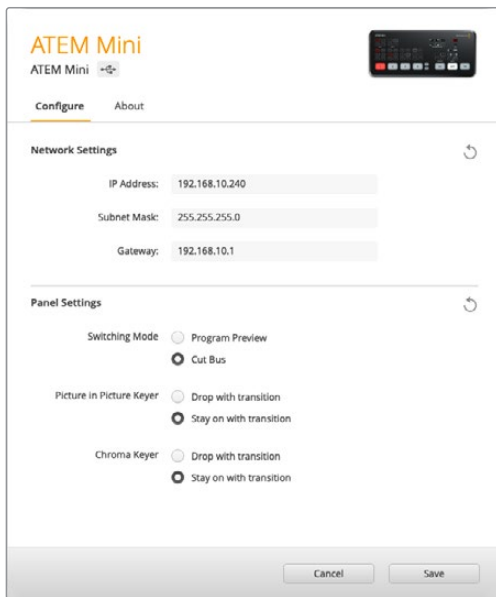 ATEM Mini
ATEM Mini
Configure About
Network Settings
IP Address: 192.168.10.240
Subnet Mask: 255.255.255.0
Gateway: 192.168.10.1
Panel Settings
Switching Mode Program Preview
Cut Bus
Picture in Picture Keyer Drop with transition
Stay on with transition
Chroma Keyer Drop with transition
Stay on with transition
Cancel Save